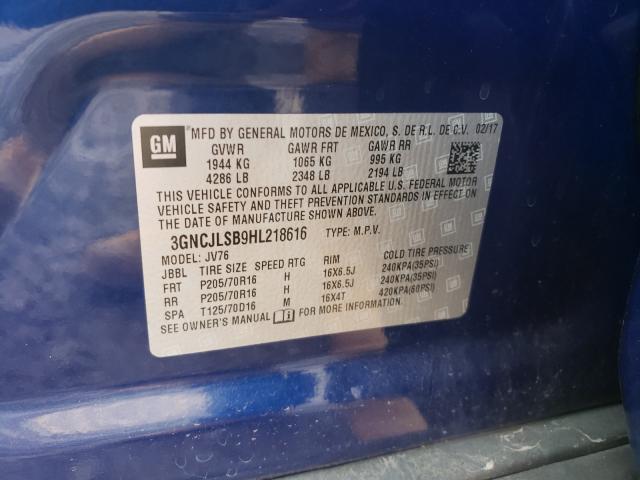 GM
MFD BY GENERAL MOTORS DE MEXICO, S. DE R.L. DE C.V. 02/17
GVWR GAWR FRT GAWR RR
1944 KG 1065 KG 995 KG
4286 LB 2348 LB 2194 LB
THIS VEHICLE CONFORMS TO ALL APPLICABLE U.S. FEDERAL MOTOR
VEHICLE SAFETY AND THEFT PREVENTION STANDARDS IN EFFECT ON
THE DATE OF MANUFACTURE SHOWN ABOVE.
3GNCJLSB9HL218616 TYPE: M.P.V.
MODEL: JV76
JBBL TIRE SIZE SPEED RTG RIM COLD TIRE PRESSURE
FRT P205/70R16 H 16X6.5J 240KPA(35PSI)
RR P205/70R16 H 16X6.5J 240KPA(35PSI)
SPA T125/70D16 M 16X4T 420KPA(60PSI)
SEE OWNER'S MANUAL FOR MORE INFORMATION.